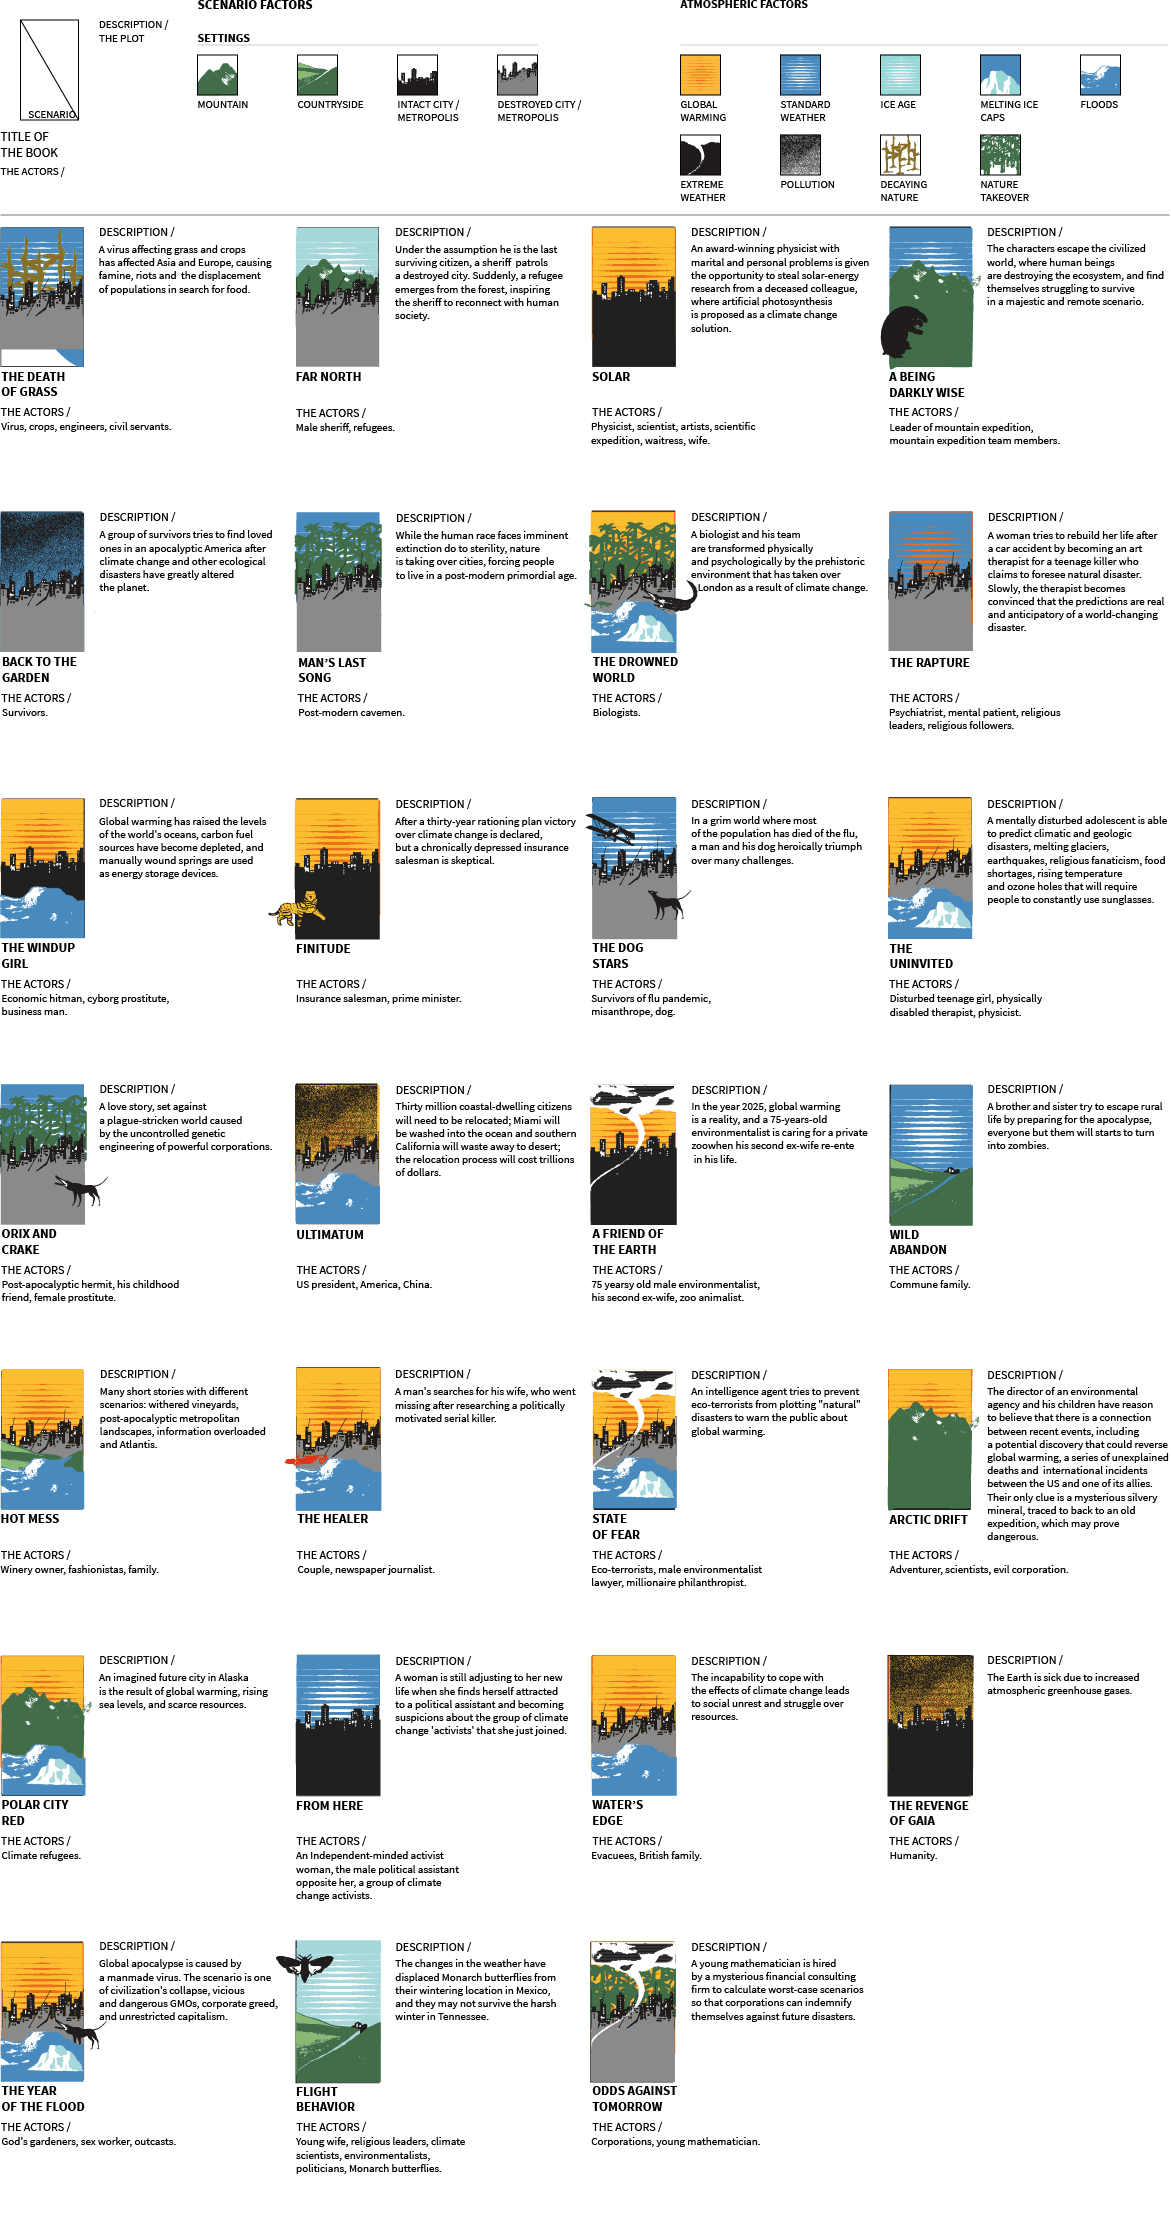 SCENARIO FACTORS
ATMOSPHERIC FACTORS
DESCRIPTION /
THE PLOT
SCENARIO
TITLE OF
THE BOOK
THE ACTORS /
SETTINGS
MOUNTAIN
COUNTRYSIDE
INTACT CITY /
METROPOLIS
DESTROYED CITY /
METROPOLIS
GLOBAL
WARMING
STANDARD
WEATHER
ICE AGE
MELTING ICE
CAPS
FLOODS
EXTREME
WEATHER
POLLUTION
DECAYING
NATURE
NATURE
TAKEOVER
DESCRIPTION /
A virus affecting grass and crops
has affected Asia and Europe, causing
famine, riots and the displacement
of populations in search for food.
THE DEATH
OF GRASS
THE ACTORS /
Virus, crops, engineers, civil servants.
DESCRIPTION /
Under the assumption he is the last
surviving citizen, a sheriff patrols
a destroyed city. Suddenly, a refugee
emerges from the forest, inspiring
the sheriff to reconnect with human
society.
FAR NORTH
THE ACTORS /
Male sheriff, refugees.
DESCRIPTION /
An award-winning physicist with
marital and personal problems is given
the opportunity to steal solar-energy
research from a deceased colleague,
where artificial photosynthesis
is proposed as a climate change
solution.
SOLAR
THE ACTORS /
Physicist, scientist, artists, scientific
expedition, waitress, wife.
DESCRIPTION /
The characters escape the civilized
world, where human beings
are destroying the ecosystem, and find
themselves struggling to survive
in a majestic and remote scenario.
A BEING
DARKLY WISE
THE ACTORS /
Leader of mountain expedition,
mountain expedition team members.
DESCRIPTION /
A group of survivors tries to find loved
ones in an apocalyptic America after
climate change and other ecological
disasters have greatly altered
the planet.
BACK TO THE
GARDEN
THE ACTORS /
Survivors.
DESCRIPTION /
While the human race faces imminent
extinction do to sterility, nature
is taking over cities, forcing people
to live in a post-modern primordial age.
MAN'S LAST
SONG
THE ACTORS /
Post-modern cavemen.
DESCRIPTION /
A biologist and his team
are transformed physically
and psychologically by the prehistoric
environment that has taken over
London as a result of climate change.
THE DROWNED
WORLD
THE ACTORS /
Biologists.
DESCRIPTION /
A woman tries to rebuild her life after
a car accident by becoming an art
therapist for a teenage killer who
claims to foresee natural disaster.
Slowly, the therapist becomes
convinced that the predictions are real
and anticipatory of a world-changing
disaster.
THE RAPTURE
THE ACTORS /
Psychiatrist, mental patient, religious
leaders, religious followers.
DESCRIPTION /
Global warming has raised the levels
of the world's oceans, carbon fuel
sources have become depleted, and
manually wound springs are used
as energy storage devices.
THE WINDUP
GIRL
THE ACTORS /
Economic hitman, cyborg prostitute,
business man.
DESCRIPTION /
After a thirty-year rationing plan victory
over climate change is declared,
but a chronically depressed insurance
salesman is skeptical.
FINITUDE
THE ACTORS /
Insurance salesman, prime minister.
DESCRIPTION /
In a grim world where most
of the population has died of the flu,
a man and his dog heroically triumph
over many challenges.
THE DOG
STARS
THE ACTORS /
Survivors of flu pandemic,
misanthrope, dog.
DESCRIPTION /
A mentally disturbed adolescent is able
to predict climatic and geologic
disasters, melting glaciers,
earthquakes, religious fanaticism, food
shortages, rising temperature
and ozone holes that will require
people to constantly use sunglasses.
THE
UNINVITED
THE ACTORS /
Disturbed teenage girl, physically
disabled therapist, physicist.
DESCRIPTION /
A love story, set against
a plague-stricken world caused
by the uncontrolled genetic
engineering of powerful corporations.
ORIX AND
CRAKE
THE ACTORS /
Post-apocalyptic hermit, his childhood
friend, female prostitute.
DESCRIPTION /
Thirty million coastal-dwelling citizens
will need to be relocated; Miami will
be washed into the ocean and southern
California will waste away to desert;
the relocation process will cost trillions
of dollars.
ULTIMATUM
THE ACTORS /
US president, America, China.
DESCRIPTION /
In the year 2025, global warming
is a reality, and a 75-years-old
environmentalist is caring for a private
zoowhen his second ex-wife re-ente
in his life.
A FRIEND OF
THE EARTH
THE ACTORS /
75 yearsy old male environmentalist,
his second ex-wife, zoo animalist.
DESCRIPTION /
A brother and sister try to escape rural
life by preparing for the apocalypse,
everyone but them will starts to turn
into zombies.
WILD
ABANDON
THE ACTORS /
Commune family.
DESCRIPTION /
Many short stories with different
scenarios: withered vineyards,
post-apocalyptic metropolitan
landscapes, information overloaded
and Atlantis.
HOT MESS
THE ACTORS /
Winery owner, fashionistas, family.
DESCRIPTION /
A man's searches for his wife, who went
missing after researching a politically
motivated serial killer.
THE HEALER
THE ACTORS /
Couple, newspaper journalist.
DESCRIPTION /
An intelligence agent tries to prevent
eco-terrorists from plotting "natural"
disasters to warn the public about
global warming.
STATE
OF FEAR
THE ACTORS /
Eco-terrorists, male environmentalist
lawyer, millionaire philanthropist.
DESCRIPTION /
The director of an environmental
agency and his children have reason
to believe that there is a connection
between recent events, including
a potential discovery that could reverse
global warming, a series of unexplained
deaths and international incidents
between the US and one of its allies.
Their only clue is a mysterious silvery
mineral, traced to back to an old
expedition, which may prove
dangerous.
ARCTIC DRIFT
THE ACTORS /
Adventurer, scientists, evil corporation.
DESCRIPTION /
An imagined future city in Alaska
is the result of global warming, rising
sea levels, and scarce resources.
POLAR CITY
RED
THE ACTORS /
Climate refugees.
DESCRIPTION /
A woman is still adjusting to her new
life when she finds herself attracted
to a political assistant and becoming
suspicions about the group of climate
change 'activists' that she just joined.
FROM HERE
THE ACTORS /
An Independent-minded activist
woman, the male political assistant
opposite her, a group of climate
change activists.
DESCRIPTION /
The incapability to cope with
the effects of climate change leads
to social unrest and struggle over
resources.
WATER'S
EDGE
THE ACTORS /
Evacuees, British family.
DESCRIPTION /
The Earth is sick due to increased
atmospheric greenhouse gases.
THE REVENGE
OF GAIA
THE ACTORS /
Humanity.
DESCRIPTION /
Global apocalypse is caused by
a manmade virus. The scenario is one
of civilization's collapse, vicious
and dangerous GMOs, corporate greed,
and unrestricted capitalism.
THE YEAR
OF THE FLOOD
THE ACTORS /
God's gardeners, sex worker, outcasts.
DESCRIPTION /
The changes in the weather have
displaced Monarch butterflies from
their wintering location in Mexico,
and they may not survive the harsh
winter in Tennessee.
FLIGHT
BEHAVIOR
THE ACTORS /
Young wife, religious leaders, climate
scientists, environmentalists,
politicians, Monarch butterflies.
DESCRIPTION /
A young mathematician is hired
by a mysterious financial consulting
firm to calculate worst-case scenarios
so that corporations can indemnify
themselves against future disasters.
ODDS AGAINST
TOMORROW
THE ACTORS /
Corporations, young mathematician.